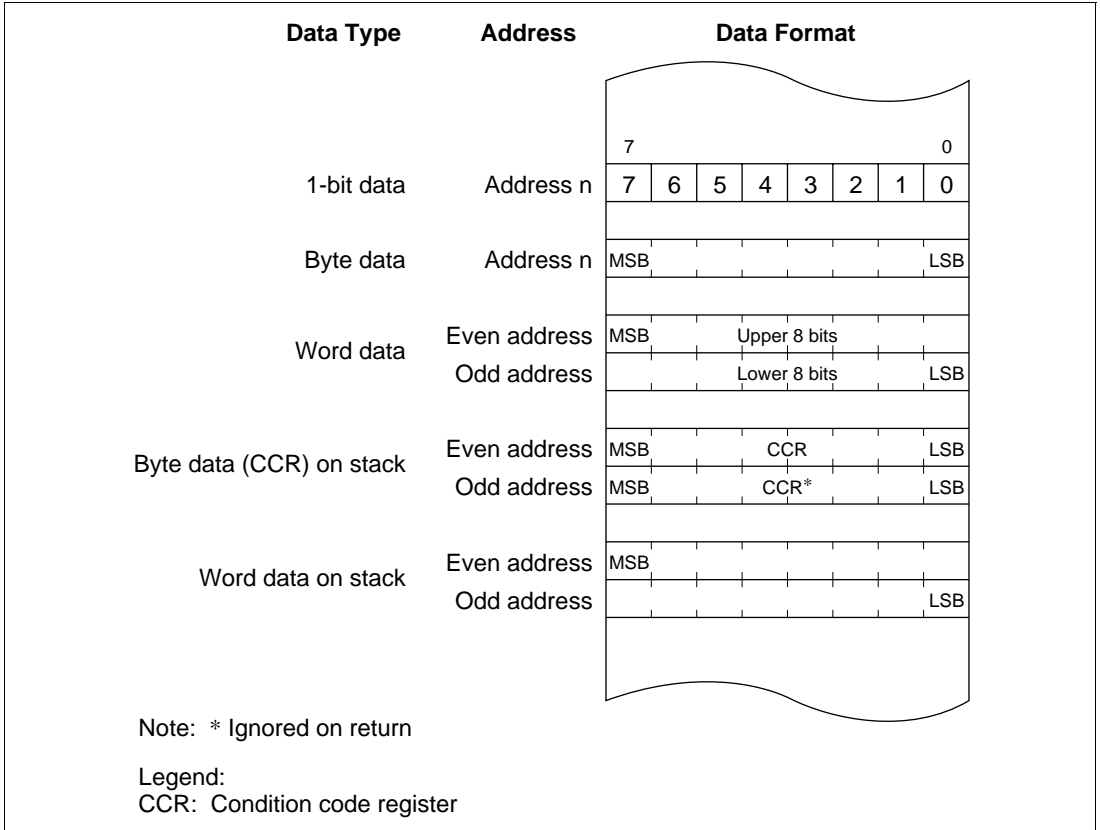 Data Type Address Data Format
7 0
1-bit data Address n 7 6 5 4 3 2 1 0
Byte data Address n MSB LSB
Word data Even address MSB Upper 8 bits
Odd address Lower 8 bits LSB
Byte data (CCR) on stack Even address MSB CCR LSB
Odd address MSB CCR* LSB
Word data on stack Even address MSB
Odd address LSB
Note: * Ignored on return
Legend:
CCR: Condition code register